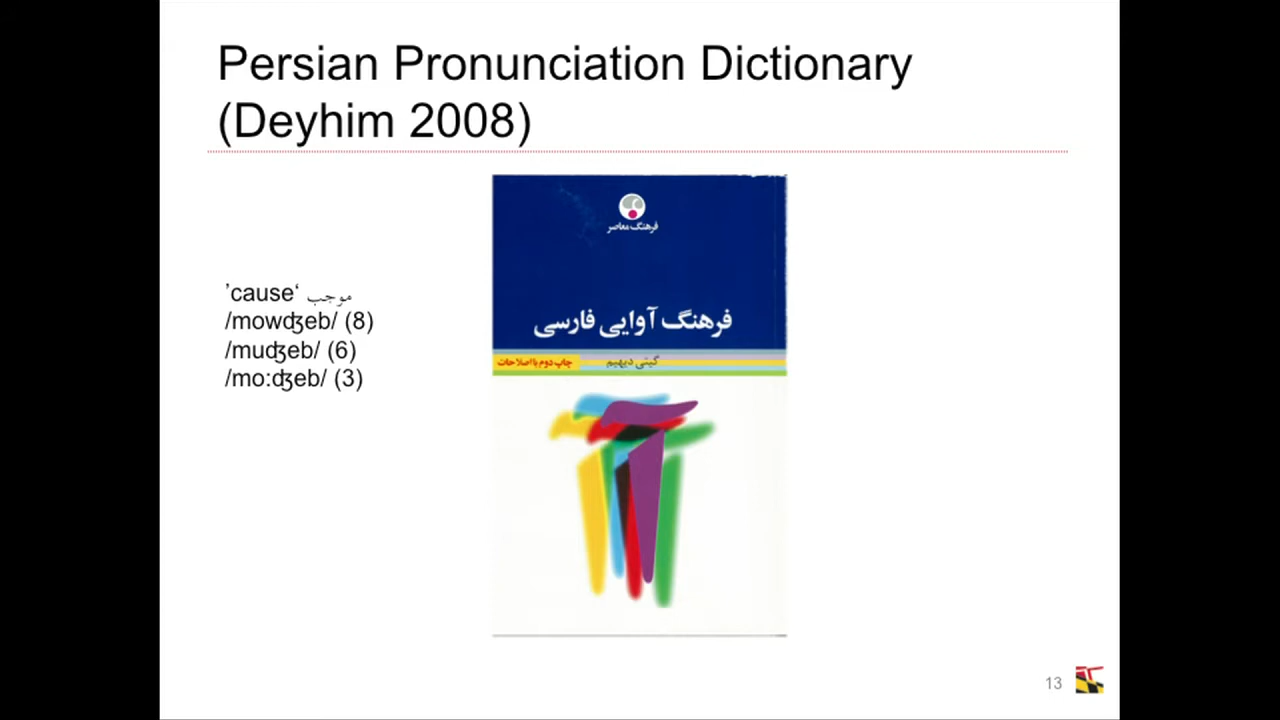 Persian Pronunciation Dictionary
(Deyhim 2008)
فرهنگ معاصر
فرهنگ آوایی فارسی
گیتی دیهیم
چاپ دوم با اصلاحات
’cause‘ موجب
/mowʤeb/ (8)
/muʤeb/ (6)
/mo:ʤeb/ (3)
13